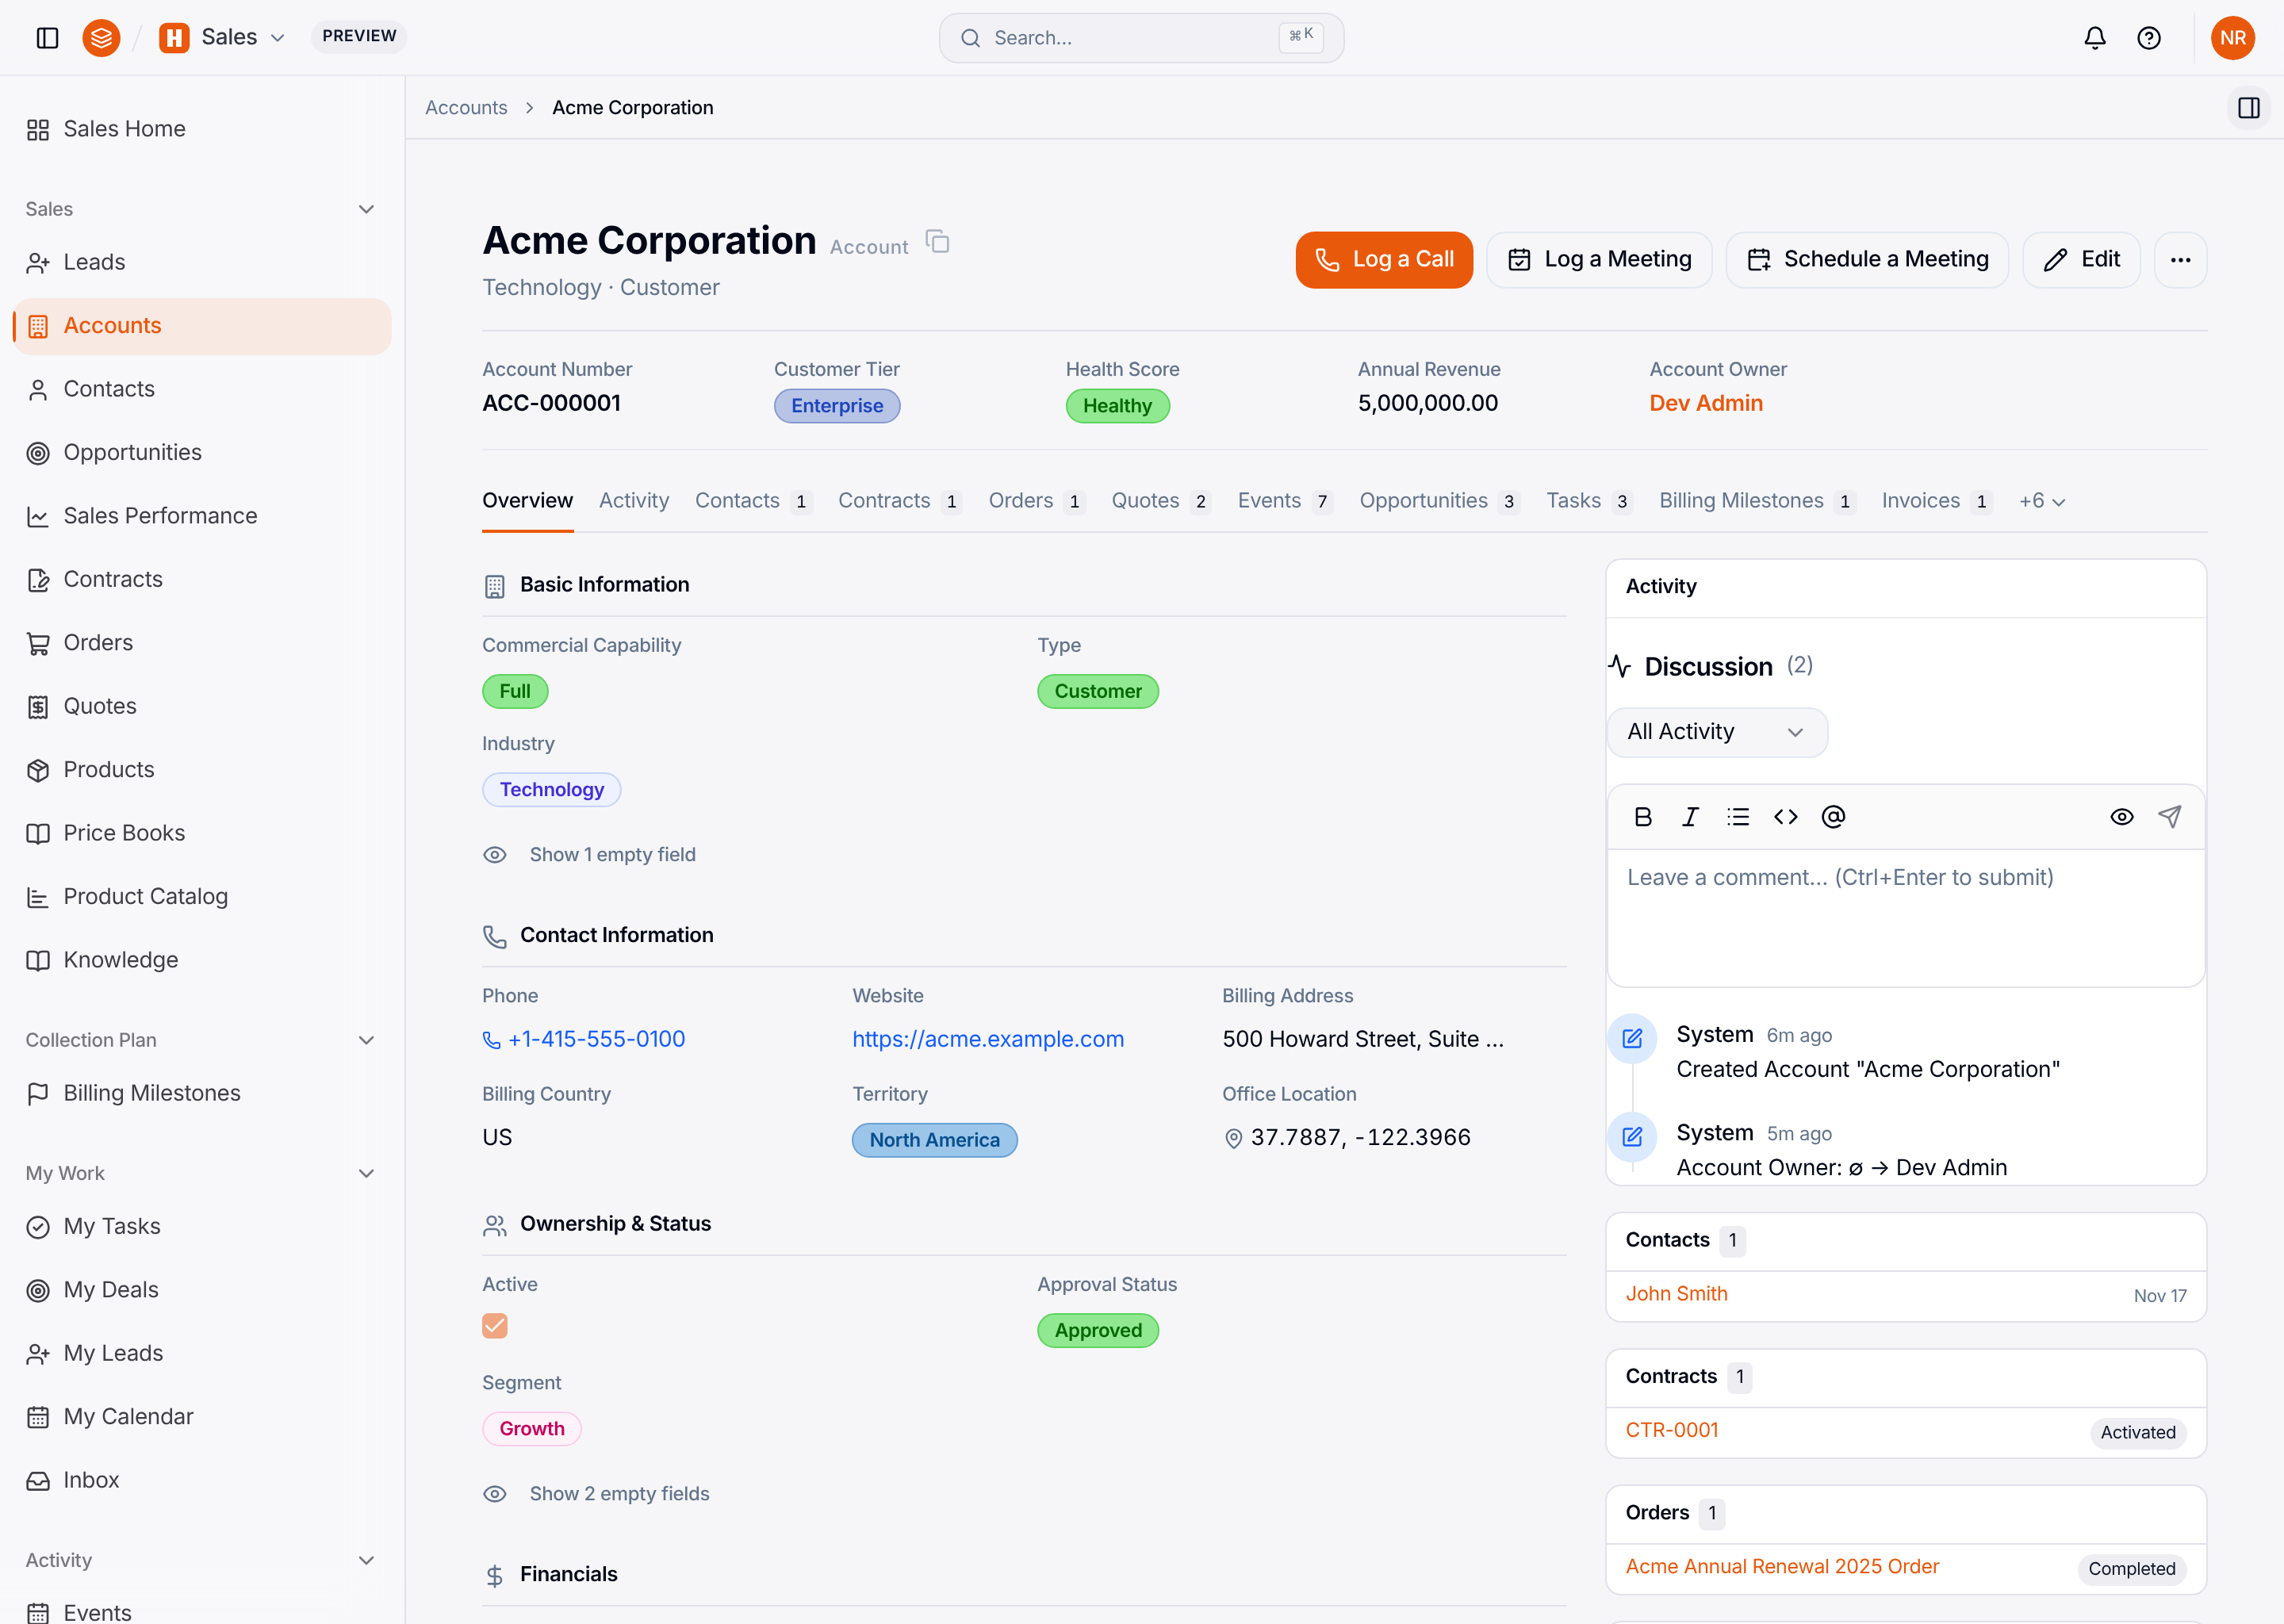 H Sales PREVIEW
Search... ⌘K
NR
Sales Home
Sales
Leads
Accounts
Contacts
Opportunities
Sales Performance
Contracts
Orders
Quotes
Products
Price Books
Product Catalog
Knowledge
Collection Plan
Billing Milestones
My Work
My Tasks
My Deals
My Leads
My Calendar
Inbox
Activity
Events
Accounts > Acme Corporation
Acme Corporation Account
Technology · Customer
Log a Call Log a Meeting Schedule a Meeting Edit ...
Account Number Customer Tier Health Score Annual Revenue Account Owner
ACC-000001 Enterprise Healthy 5,000,000.00 Dev Admin
Overview Activity Contacts 1 Contracts 1 Orders 1 Quotes 2 Events 7 Opportunities 3 Tasks 3 Billing Milestones 1 Invoices 1 +6
Basic Information
Commercial Capability Type
Full Customer
Industry
Technology
Show 1 empty field
Contact Information
Phone Website Billing Address
+1-415-555-0100 https://acme.example.com 500 Howard Street, Suite ...
Billing Country Territory Office Location
US North America 37.7887, -122.3966
Ownership & Status
Active Approval Status
Approved
Segment
Growth
Show 2 empty fields
Financials
Activity
Discussion (2)
All Activity
Leave a comment... (Ctrl+Enter to submit)
System 6m ago
Created Account "Acme Corporation"
System 5m ago
Account Owner: ∅ → Dev Admin
Contacts 1
John Smith Nov 17
Contracts 1
CTR-0001 Activated
Orders 1
Acme Annual Renewal 2025 Order Completed